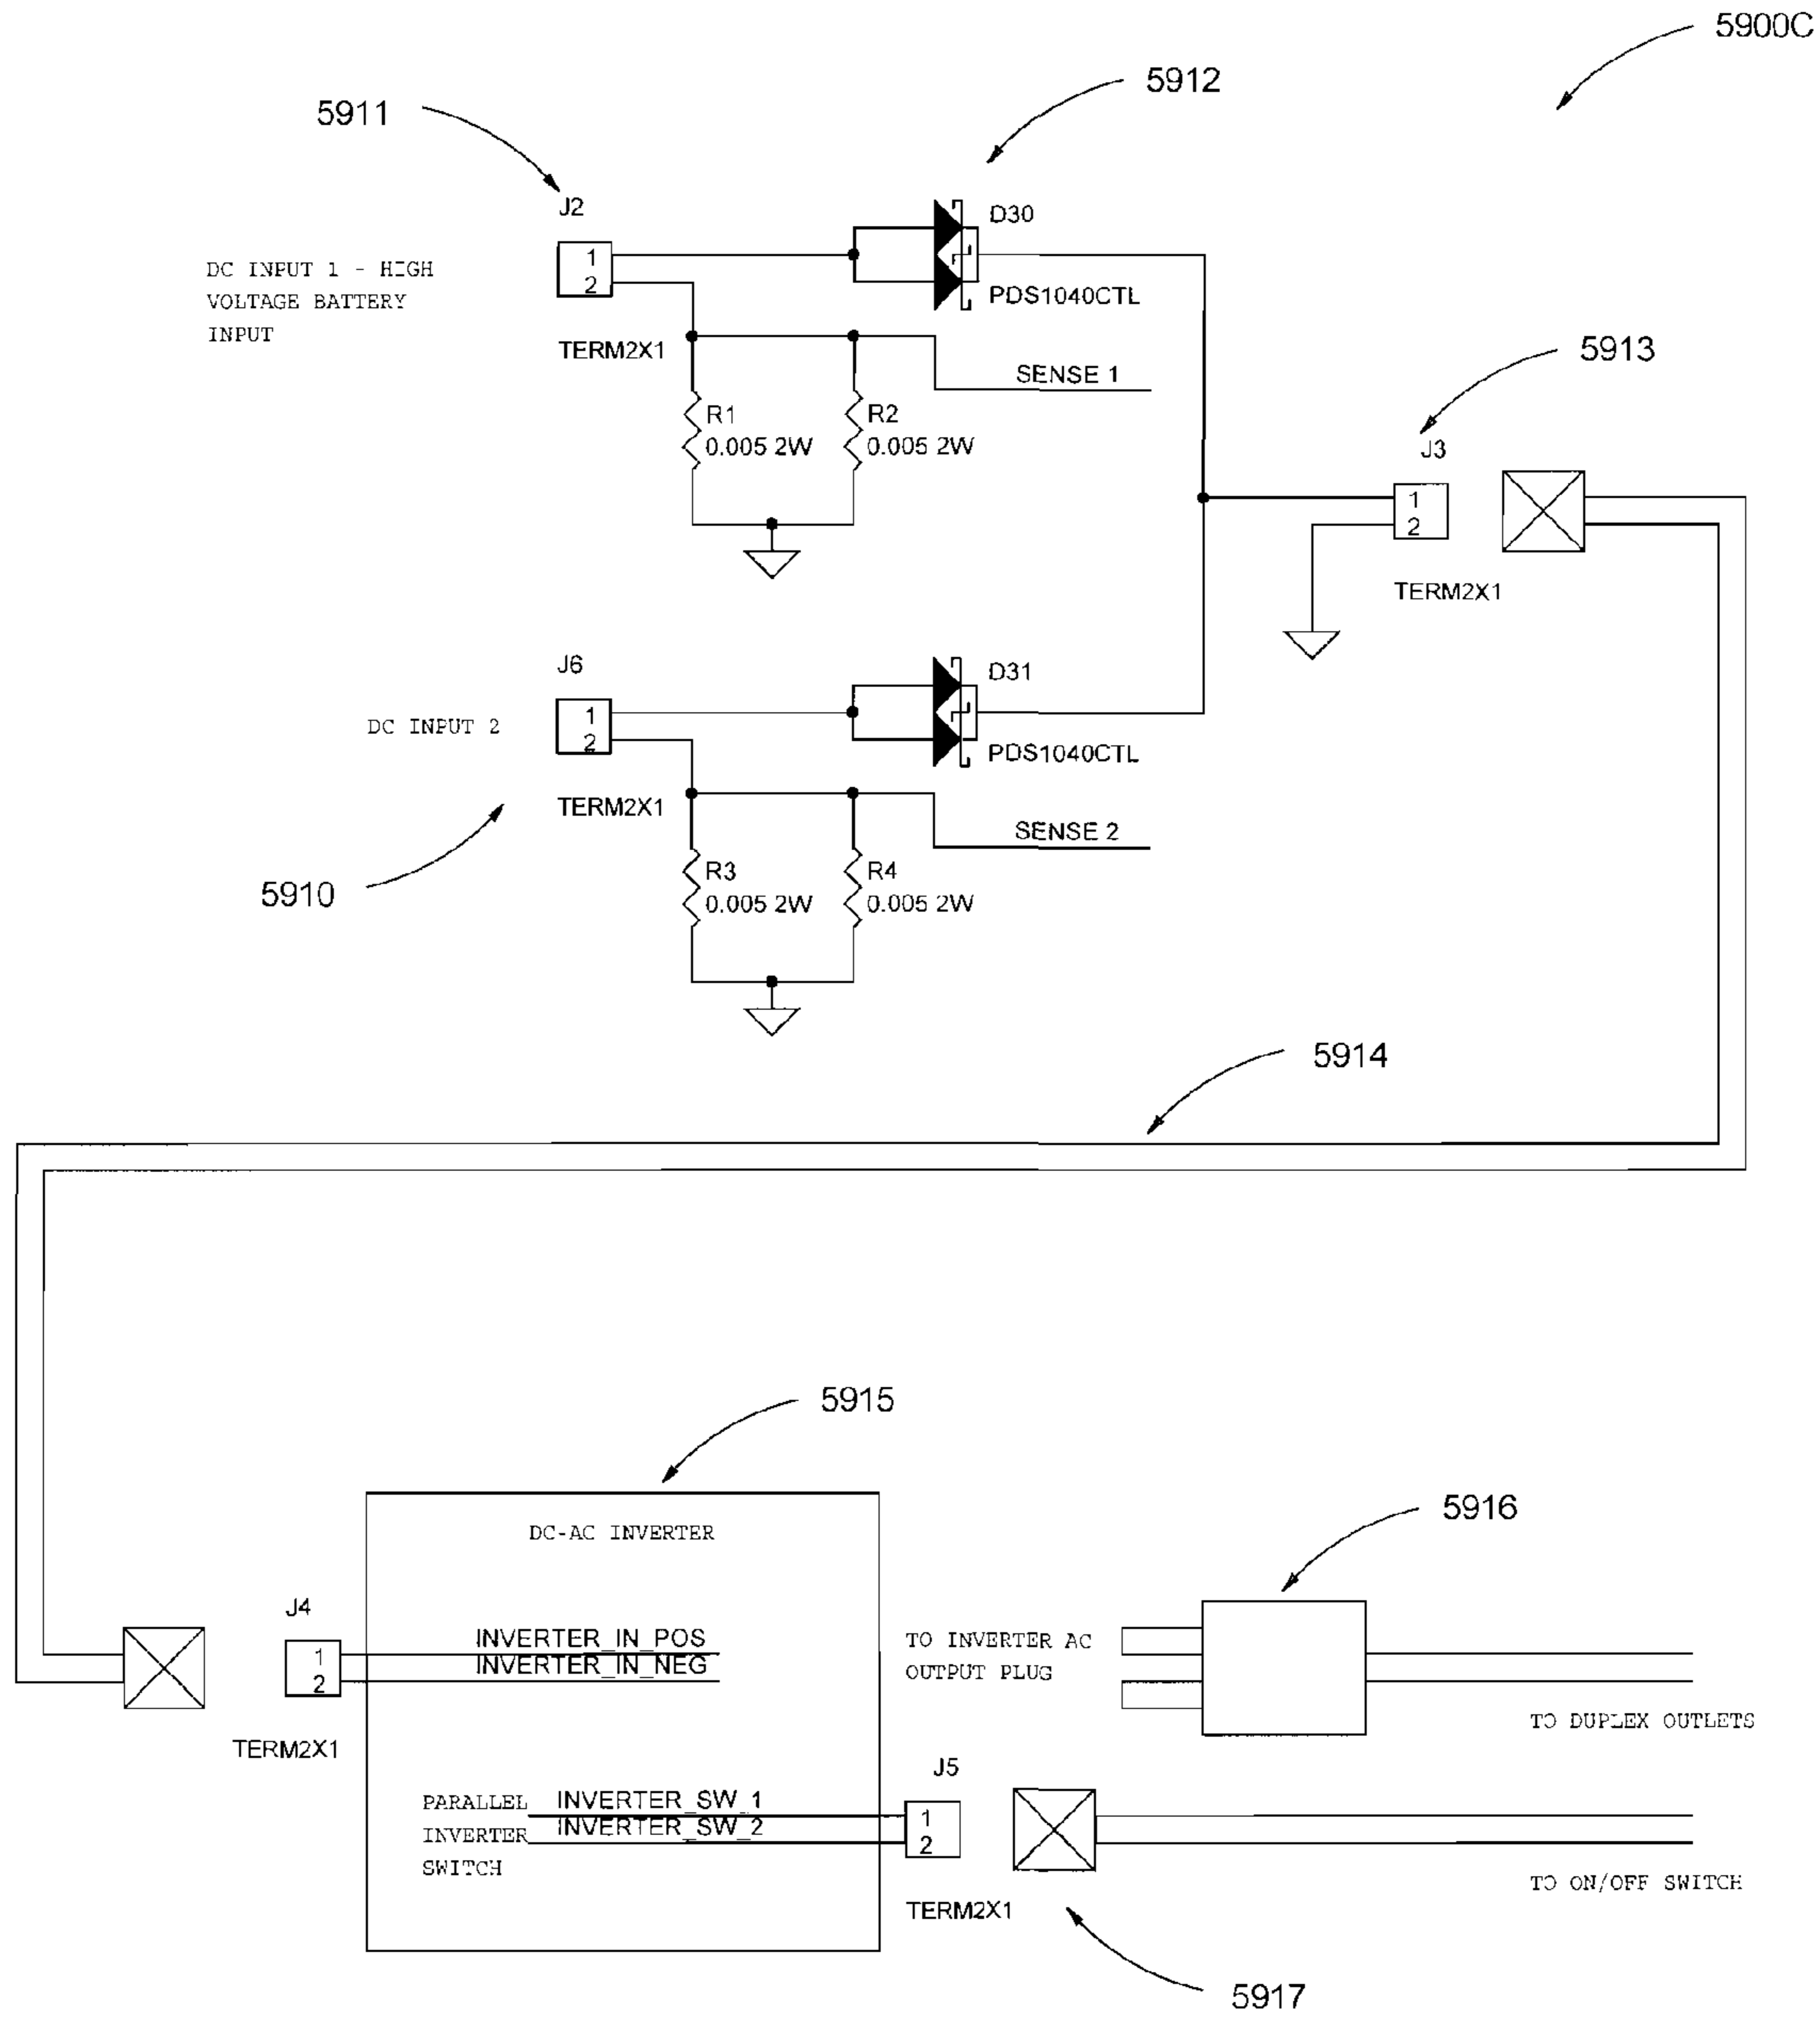 5900C
5912
5911
J2
D30
DC INPUT 1 - HIGH
VOLTAGE BATTERY
INPUT
1
2
PDS1040CTL
TERM2X1
SENSE 1
5913
R1
0.005 2W
R2
0.005 2W
J3
1
2
TERM2X1
J6
D31
DC INPUT 2
1
2
PDS1040CTL
TERM2X1
SENSE 2
5910
R3
0.005 2W
R4
0.005 2W
5914
5915
DC-AC INVERTER
5916
J4
1
2
INVERTER_IN_POS
INVERTER_IN_NEG
TO INVERTER AC
OUTPUT PLUG
TO DUPLEX OUTLETS
TERM2X1
J5
PARALLEL
INVERTER
SWITCH
INVERTER_SW_1
INVERTER_SW_2
1
2
TO ON/OFF SWITCH
TERM2X1
5917